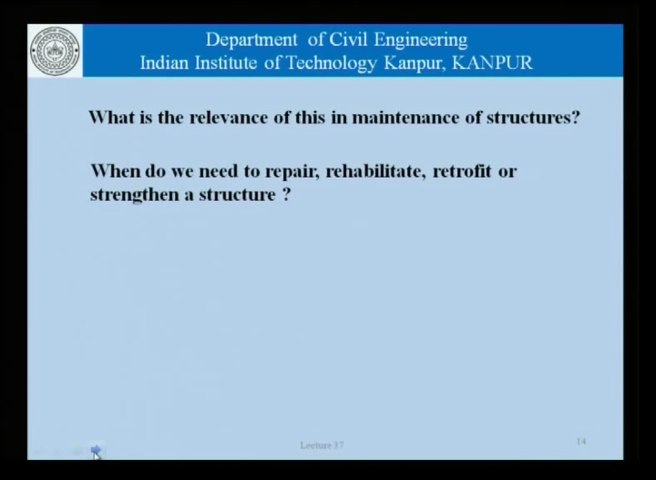 Department of Civil Engineering
Indian Institute of Technology Kanpur, KANPUR
What is the relevance of this in maintenance of structures?
When do we need to repair, rehabilitate, retrofit or
strengthen a structure ?
Lecture 37
14